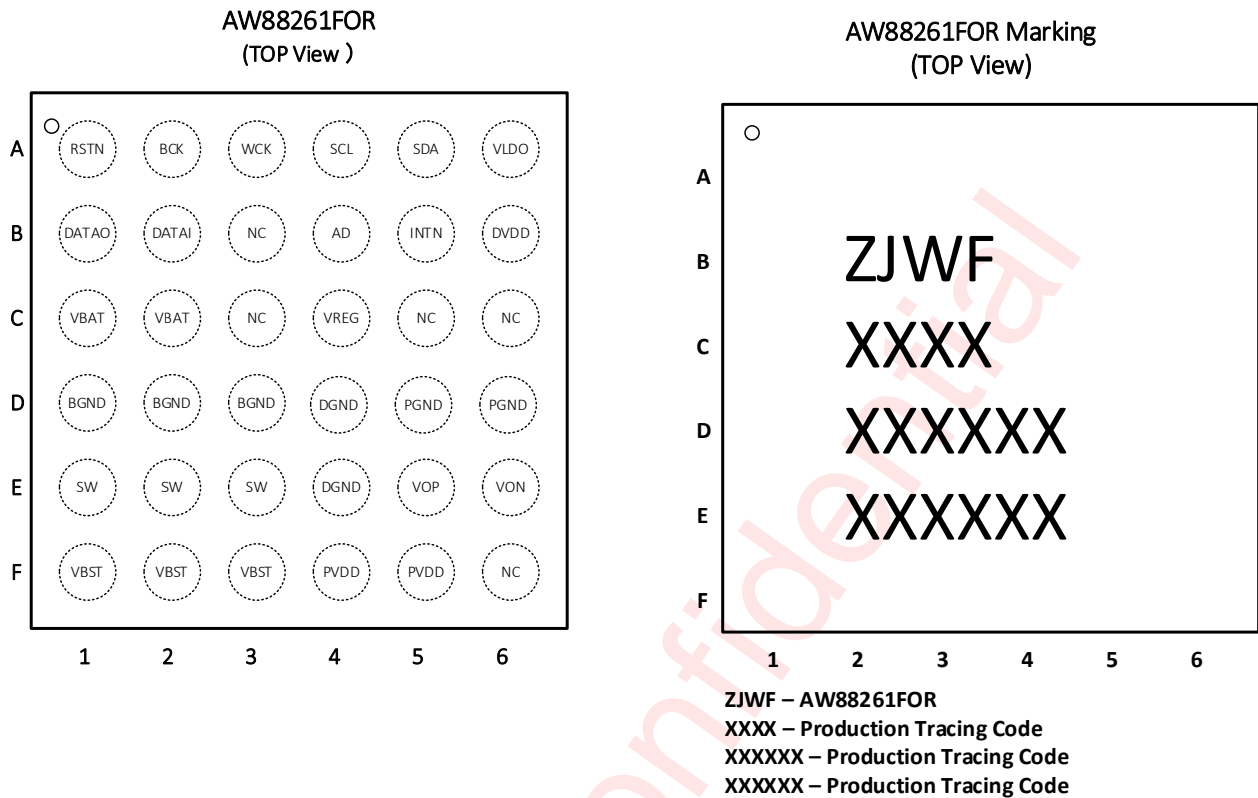 AW88261FOR
(TOP View )
A RSTN BCK WCK SCL SDA VLDO
B DATAO DATAI NC AD INTN DVDD
C VBAT VBAT NC VREG NC NC
D BGND BGND BGND DGND PGND PGND
E SW SW SW DGND VOP VON
F VBST VBST VBST PVDD PVDD NC
1 2 3 4 5 6
AW88261FOR Marking
(TOP View)
A
B ZJWF
C XXXX
D XXXXXX
E XXXXXX
F
1 2 3 4 5 6
ZJWF – AW88261FOR
XXXX – Production Tracing Code
XXXXXX – Production Tracing Code
XXXXXX – Production Tracing Code
onfidential